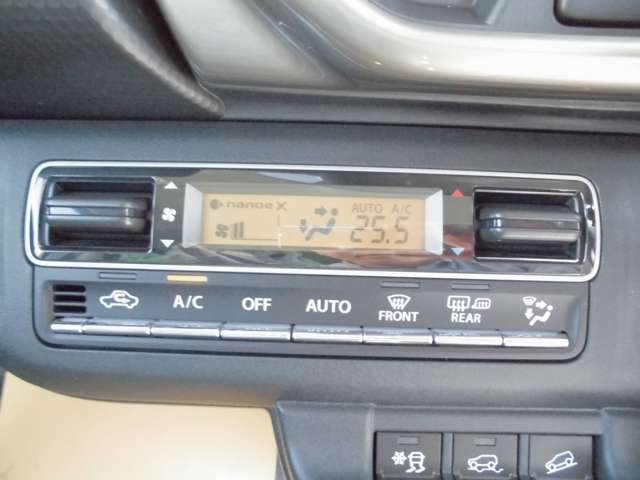 nanoe X
AUTO A/C
25.5
A/C OFF AUTO FRONT REAR